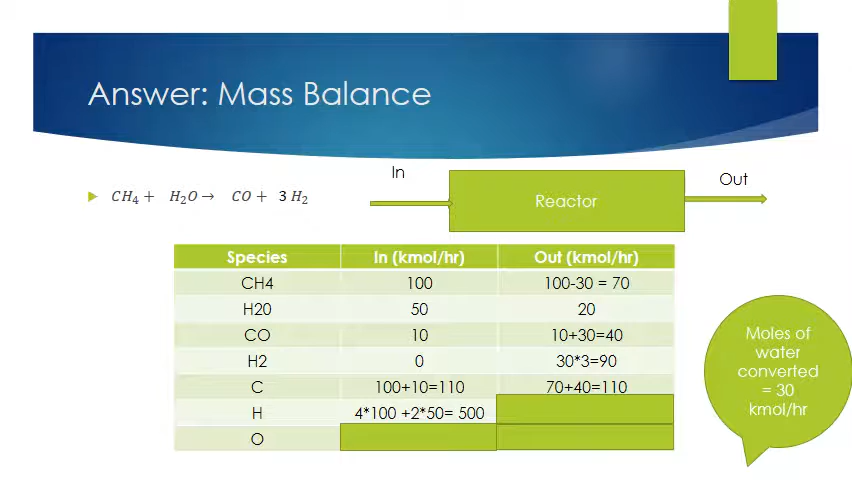 Answer: Mass Balance
CH₄ + H₂O → CO + 3 H₂
In
Reactor
Out
Species In (kmol/hr) Out (kmol/hr)
CH4 100 100-30 = 70
H20 50 20
CO 10 10+30=40
H2 0 30*3=90
C 100+10=110 70+40=110
H 4*100 +2*50= 500
O
Moles of
water
converted
= 30
kmol/hr